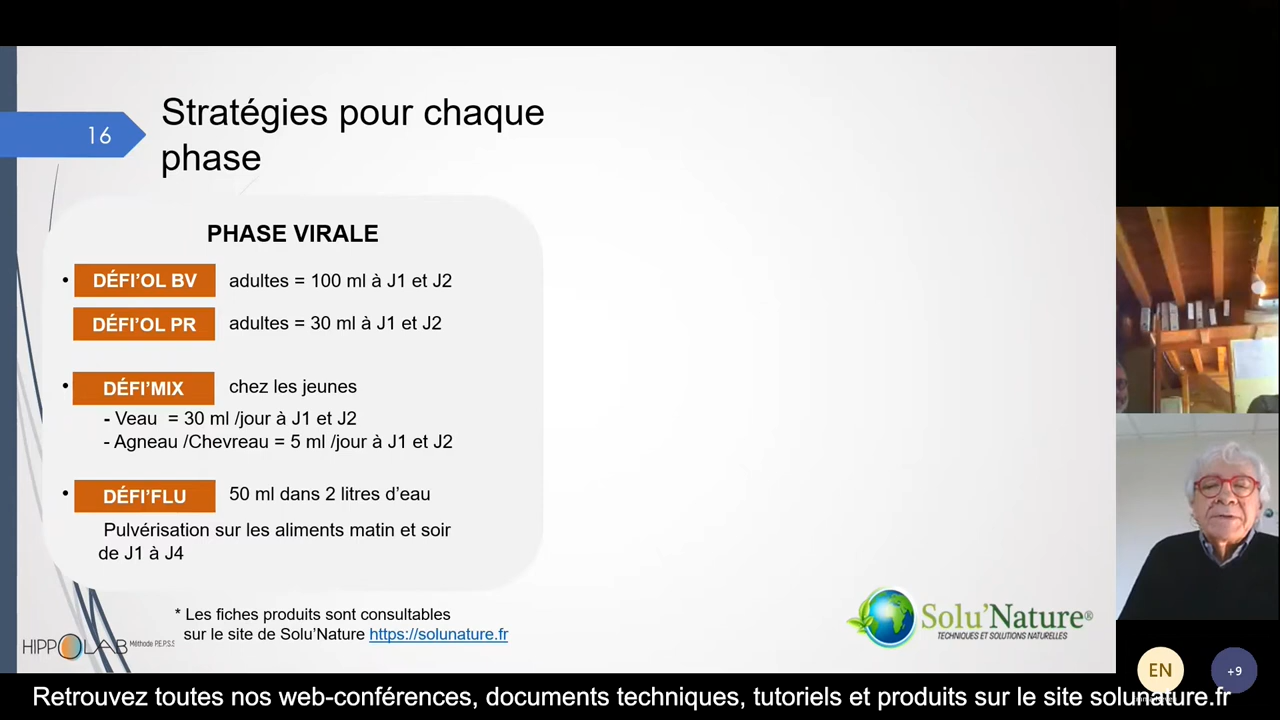 16
Stratégies pour chaque
phase
PHASE VIRALE
• DÉFI'OL BV adultes = 100 ml à J1 et J2
DÉFI'OL PR adultes = 30 ml à J1 et J2
• DÉFI'MIX chez les jeunes
- Veau = 30 ml /jour à J1 et J2
- Agneau /Chevreau = 5 ml /jour à J1 et J2
• DÉFI'FLU 50 ml dans 2 litres d'eau
Pulvérisation sur les aliments matin et soir
de J1 à J4
* Les fiches produits sont consultables
sur le site de Solu'Nature https://solunature.fr
HIPPOLAB Méthode P.E.P.S.S
Solu'Nature®
TECHNIQUES ET SOLUTIONS NATURELLES
EN
+9
Retrouvez toutes nos web-conférences, documents techniques, tutoriels et produits sur le site solunature.fr